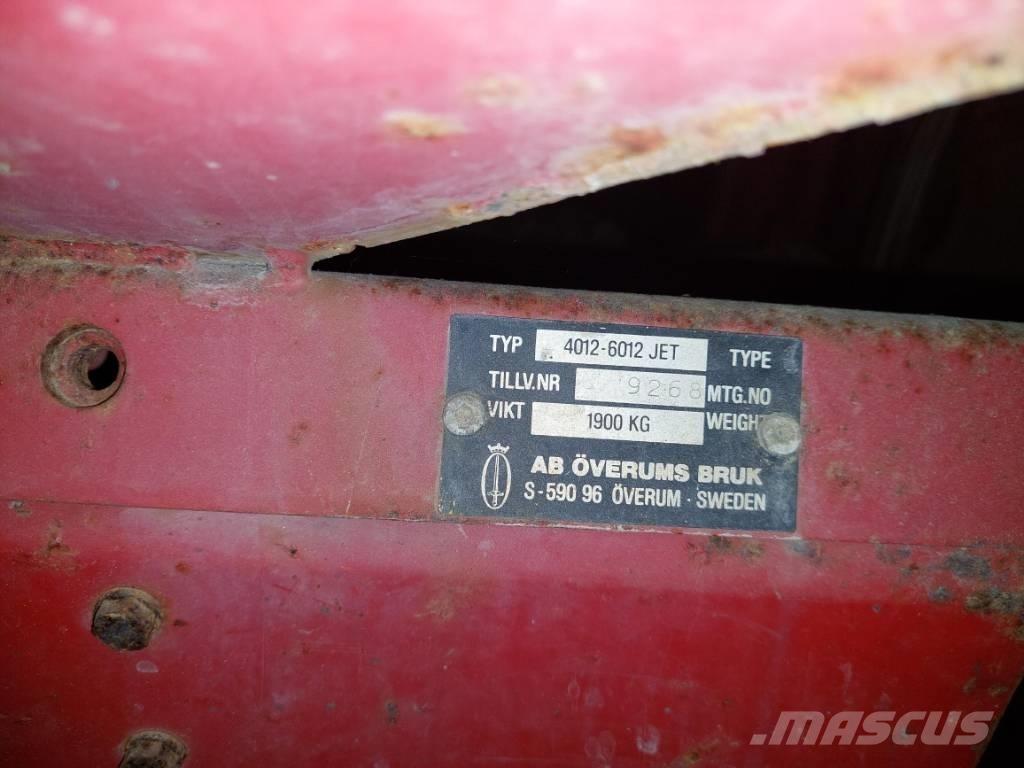 TYP 4012-6012 JET TYPE
TILLV.NR 9268 MTG.NO
VIKT 1900 KG WEIGHT
AB ÖVERUMS BRUK
S-590 96 ÖVERUM · SWEDEN
MASCUS